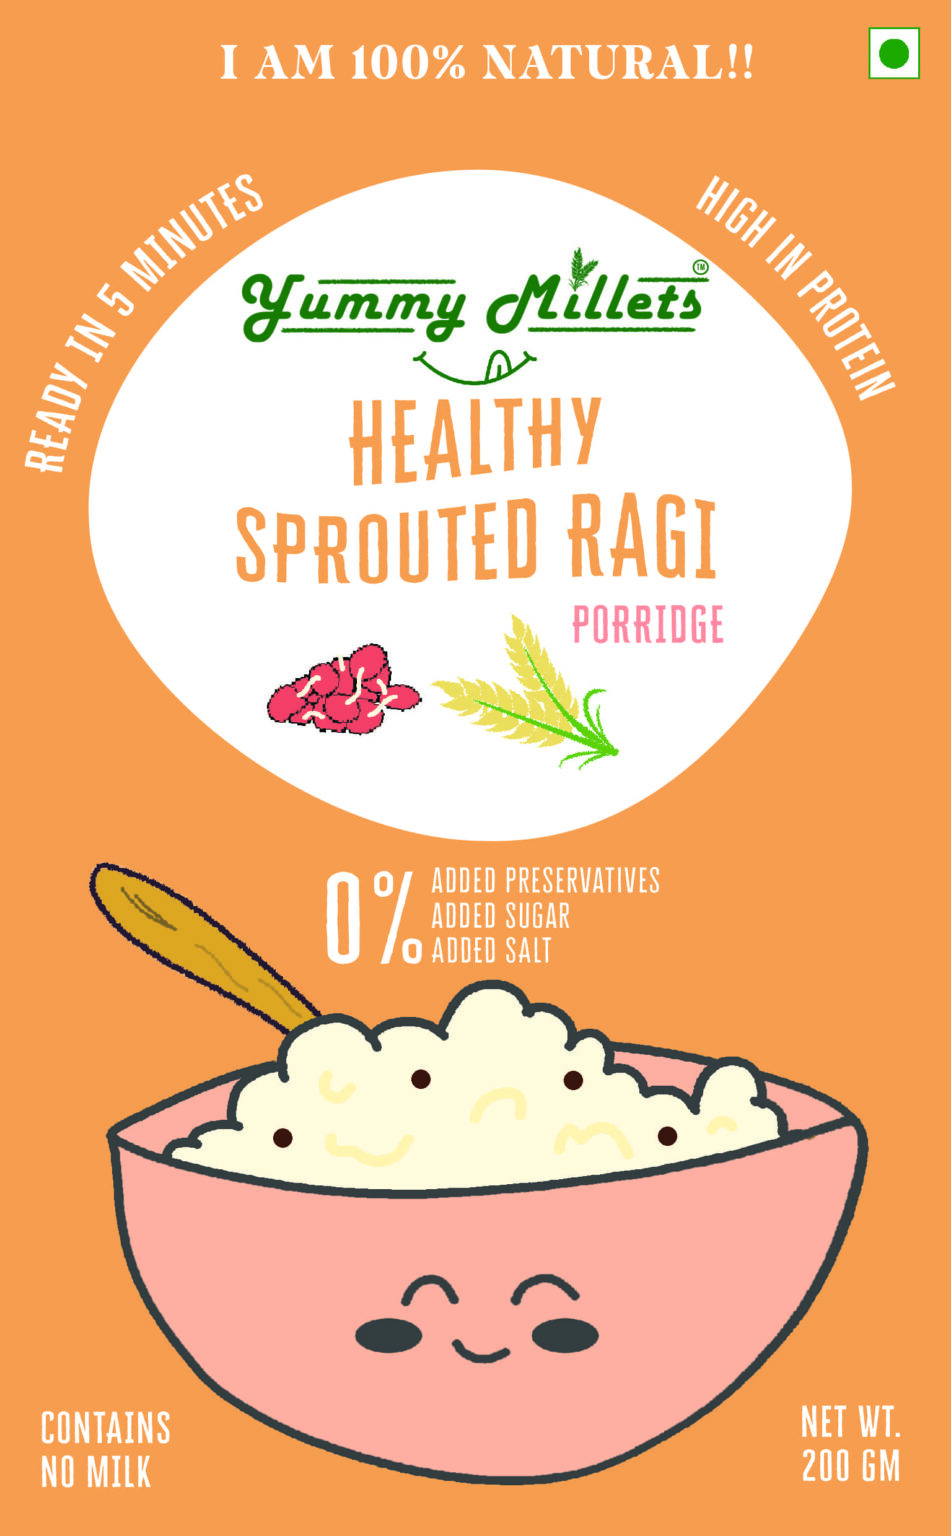 I AM 100% NATURAL!!
READY IN 5 MINUTES
HIGH IN PROTEIN
Yummy Millets TM
HEALTHY
SPROUTED RAGI
PORRIDGE
0% ADDED PRESERVATIVES
ADDED SUGAR
ADDED SALT
CONTAINS
NO MILK
NET WT.
200 GM